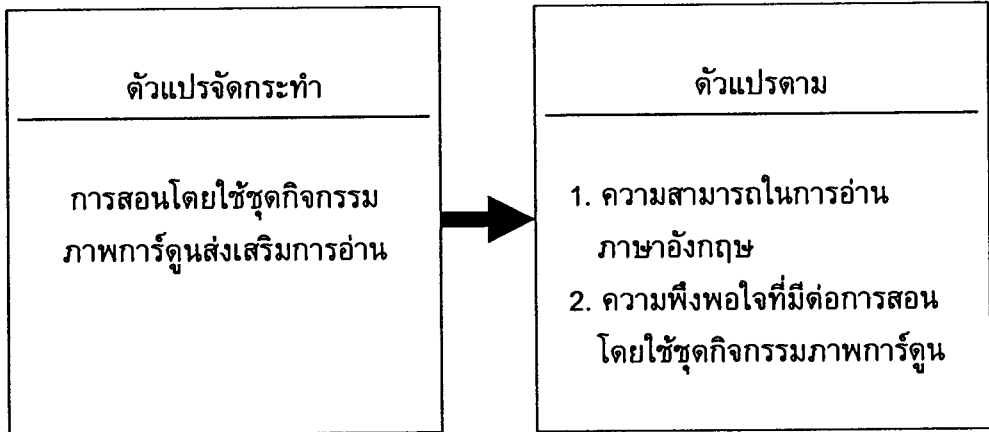 ตัวแปรจัดกระทำ
การสอนโดยใช้ชุดกิจกรรม
ภาพการ์ตูนส่งเสริมการอ่าน
ตัวแปรตาม
1. ความสามารถในการอ่าน
ภาษาอังกฤษ
2. ความพึงพอใจที่มีต่อการสอน
โดยใช้ชุดกิจกรรมภาพการ์ตูน